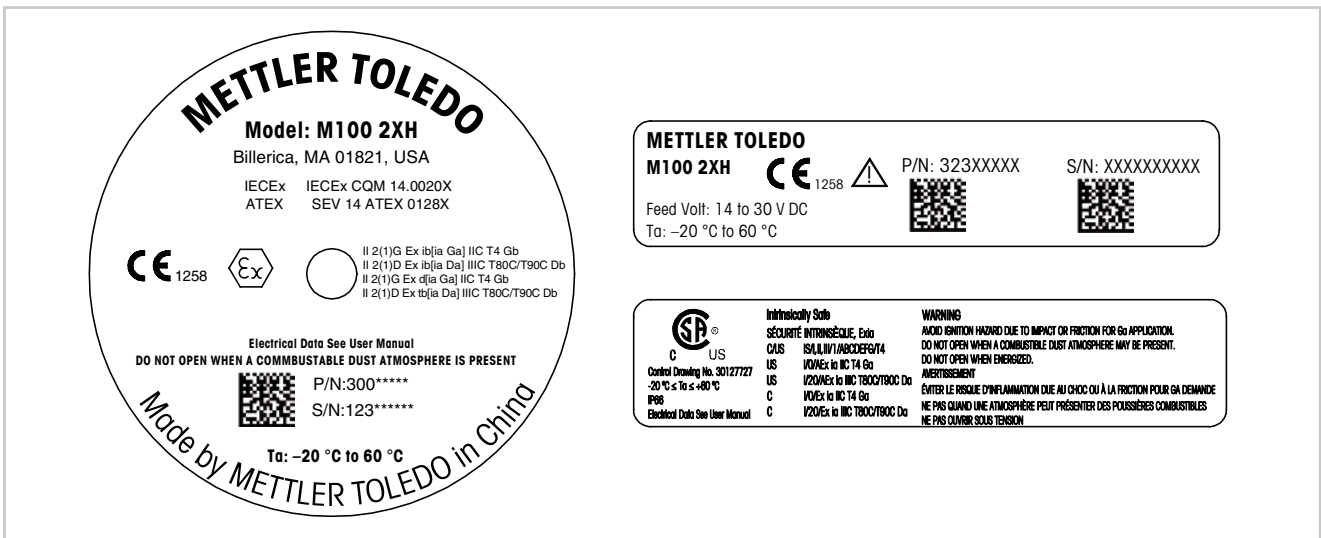 METTLER TOLEDO
Model: M100 2XH
Billerica, MA 01821, USA
IECEx IECEx CQM 14.0020X
ATEX SEV 14 ATEX 0128X
CE 1258
Ex
II 2(1)G Ex ib[ia Ga] IIC T4 Gb
II 2(1)D Ex ib[ia Da] IIIC T80C/T90C Db
II 2(1)G Ex d[ia Ga] IIC T4 Gb
II 2(1)D Ex tb[ia Da] IIIC T80C/T90C Db
Electrical Data See User Manual
DO NOT OPEN WHEN A COMMBUSTABLE DUST ATMOSPHERE IS PRESENT
P/N:300*****
S/N:123******
Ta: –20 °C to 60 °C
Made by METTLER TOLEDO in China
METTLER TOLEDO
M100 2XH
CE 1258
P/N: 323XXXXX
S/N: XXXXXXXXXX
Feed Volt: 14 to 30 V DC
Ta: –20 °C to 60 °C
SA ®
C US
Control Drawing No. 30127727
-20 ºC ≤ Ta ≤ +60 ºC
IP66
Electrical Data See User Manual
Intrinsically Safe
SÉCURITÉ INTRINSÈQUE, Exia
C/US IS/I,II,III/1/ABCDEFG/T4
US I/0/AEx ia IIC T4 Ga
US I/20/AEx ia IIIC T80C/T90C Da
C I/0/Ex ia IIC T4 Ga
C I/20/Ex ia IIIC T80C/T90C Da
WARNING
AVOID IGNITION HAZARD DUE TO IMPACT OR FRICTION FOR Ga APPLICATION.
DO NOT OPEN WHEN A COMBUSTIBLE DUST ATMOSPHERE MAY BE PRESENT.
DO NOT OPEN WHEN ENERGIZED.
AVERTISSEMENT
ÉVITER LE RISQUE D'INFLAMMATION DUE AU CHOC OU À LA FRICTION POUR GA DEMANDE
NE PAS QUAND UNE ATMOSPHÈRE PEUT PRÉSENTER DES POUSSIÈRES COMBUSTIBLES
NE PAS OUVRIR SOUS TENSION